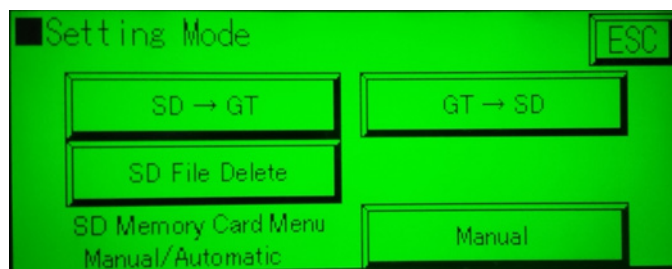 ■Setting Mode
ESC
SD → GT
GT → SD
SD File Delete
SD Memory Card Menu
Manual/Automatic
Manual